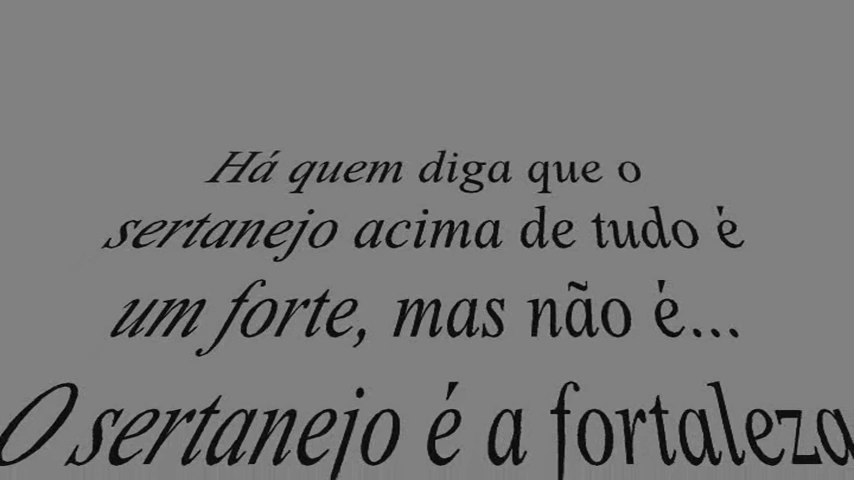 Há quem diga que o
sertanejo acima de tudo é
um forte, mas não é...
O sertanejo é a fortaleza